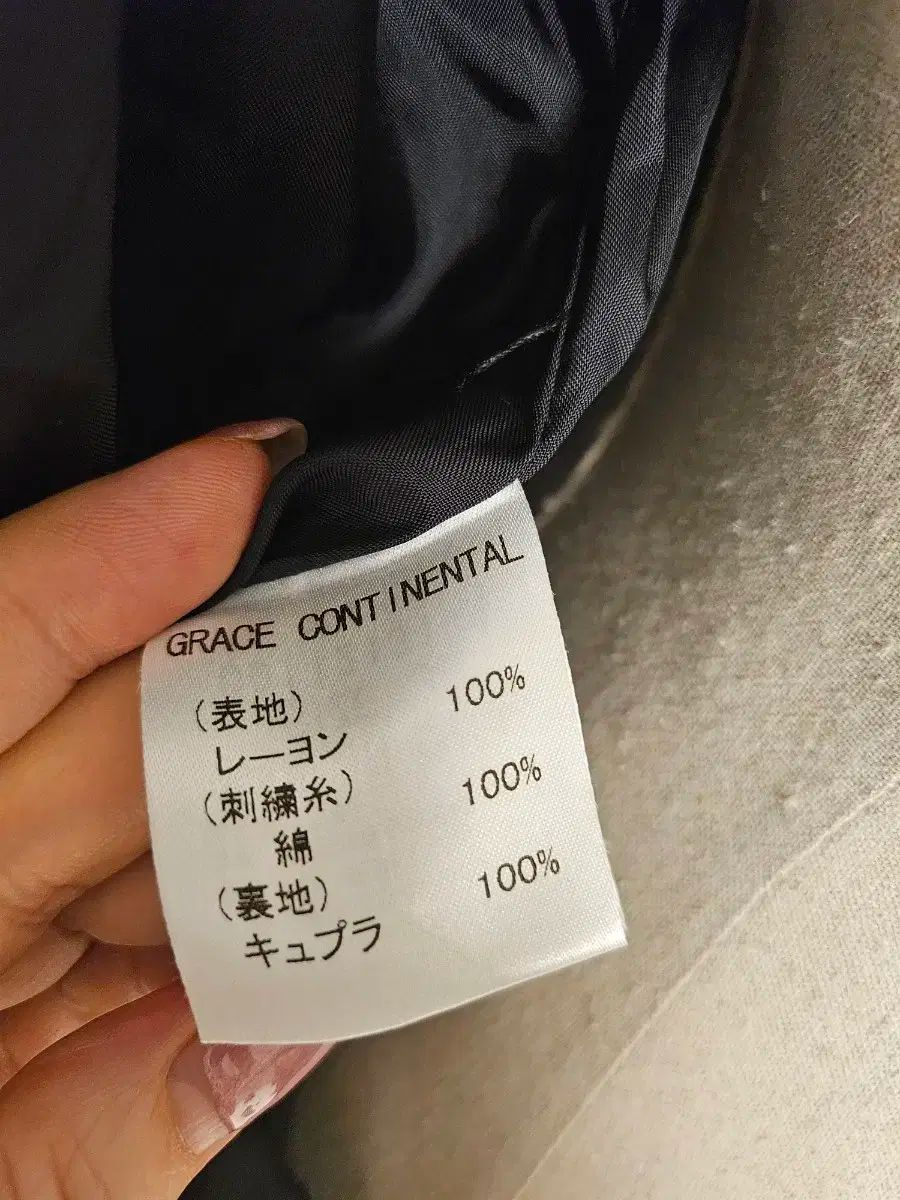 GRACE CONTINENTAL
(表地)
レーヨン 100%
(刺繍糸)
綿 100%
(裏地)
キュプラ 100%